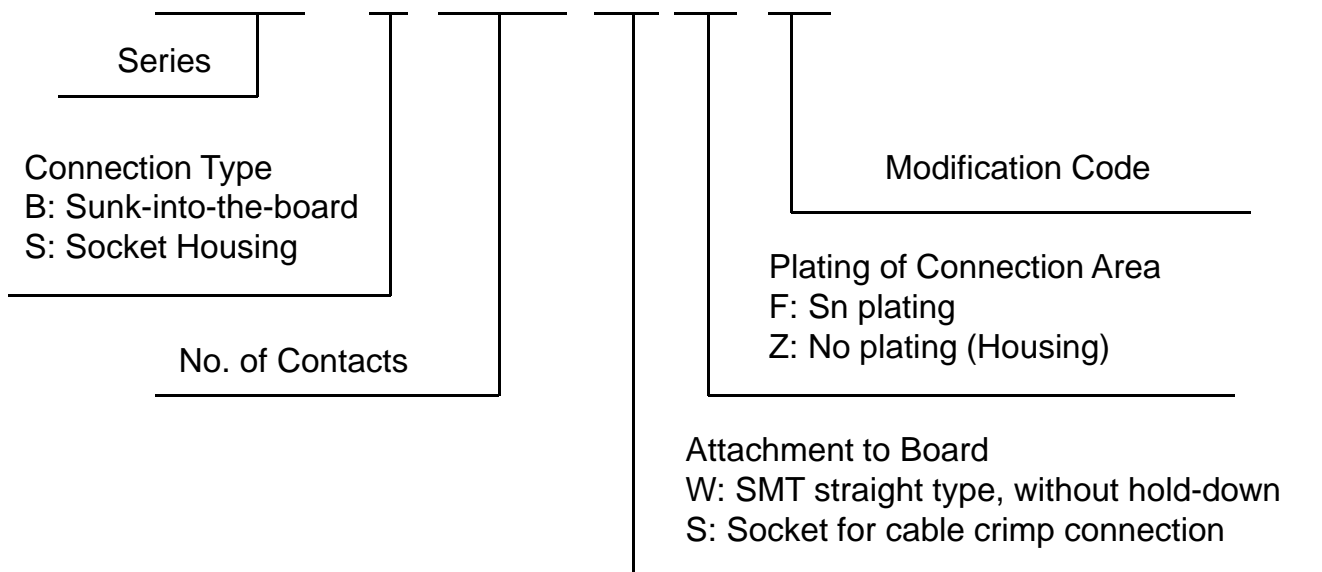 Series
Connection Type
B: Sunk-into-the-board
S: Socket Housing
No. of Contacts
Modification Code
Plating of Connection Area
F: Sn plating
Z: No plating (Housing)
Attachment to Board
W: SMT straight type, without hold-down
S: Socket for cable crimp connection